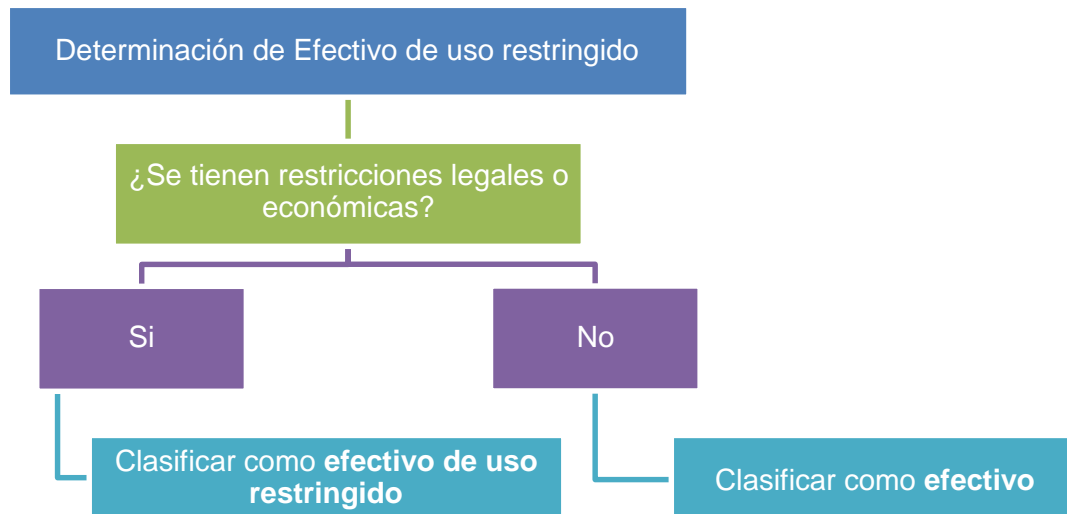 Determinación de Efectivo de uso restringido
¿Se tienen restricciones legales o
económicas?
Si
No
Clasificar como efectivo de uso
restringido
Clasificar como efectivo